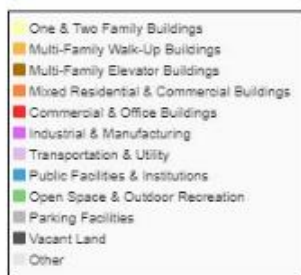 One & Two Family Buildings
Multi-Family Walk-Up Buildings
Multi-Family Elevator Buildings
Mixed Residential & Commercial Buildings
Commercial & Office Buildings
Industrial & Manufacturing
Transportation & Utility
Public Facilities & Institutions
Open Space & Outdoor Recreation
Parking Facilities
Vacant Land
Other